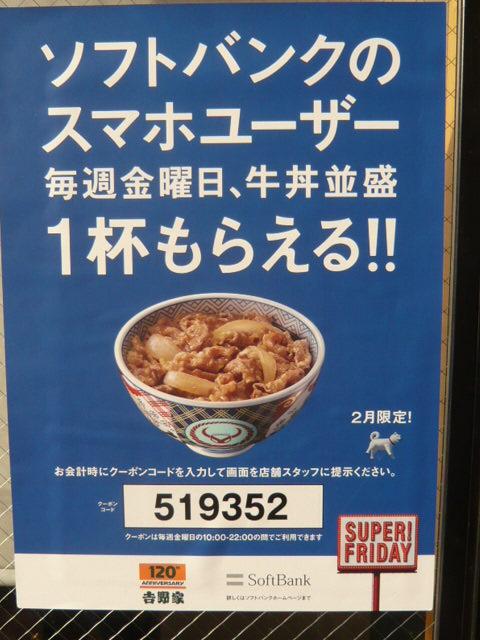 ソフトバンクの
スマホユーザー
毎週金曜日、牛丼並盛
1杯もらえる!!
2月限定!
お会計時にクーポンコードを入力して画面を店舗スタッフに提示ください。
クーポン
コード
519352
クーポンは毎週金曜日の10:00-22:00の間でご利用できます
SUPER!
FRIDAY
120th
ANNIVERSARY
吉野家
SoftBank
詳しくはソフトバンクホームページまで